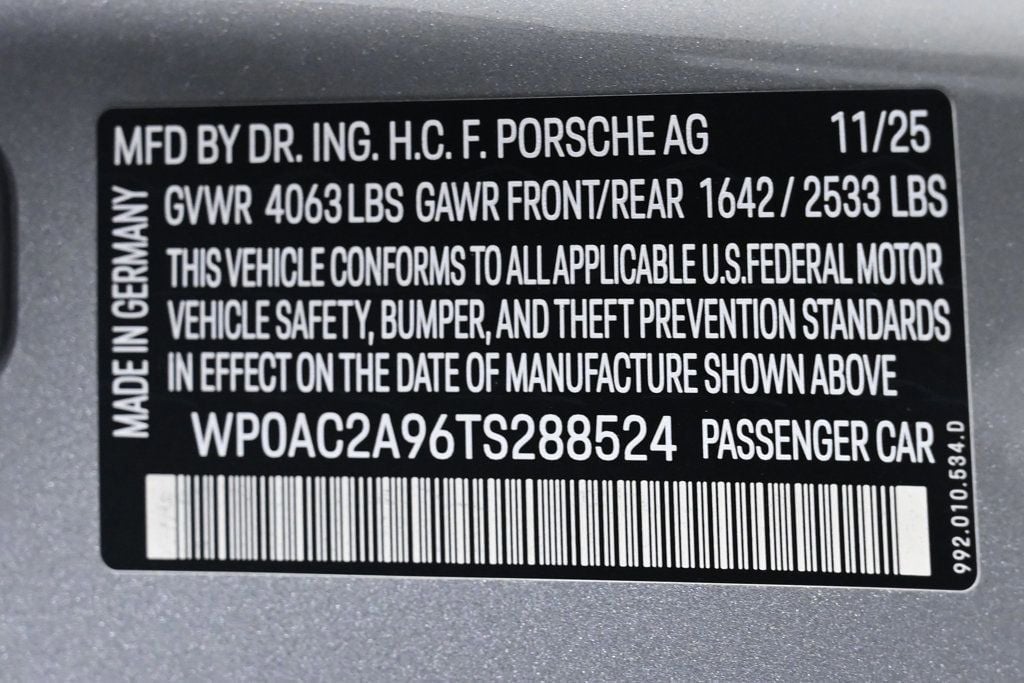 MFD BY DR. ING. H.C. F. PORSCHE AG 11/25
GVWR 4063 LBS GAWR FRONT/REAR 1642 / 2533 LBS
THIS VEHICLE CONFORMS TO ALL APPLICABLE U.S.FEDERAL MOTOR
VEHICLE SAFETY, BUMPER, AND THEFT PREVENTION STANDARDS
IN EFFECT ON THE DATE OF MANUFACTURE SHOWN ABOVE
WP0AC2A96TS288524 PASSENGER CAR
MADE IN GERMANY
992.010.534.D